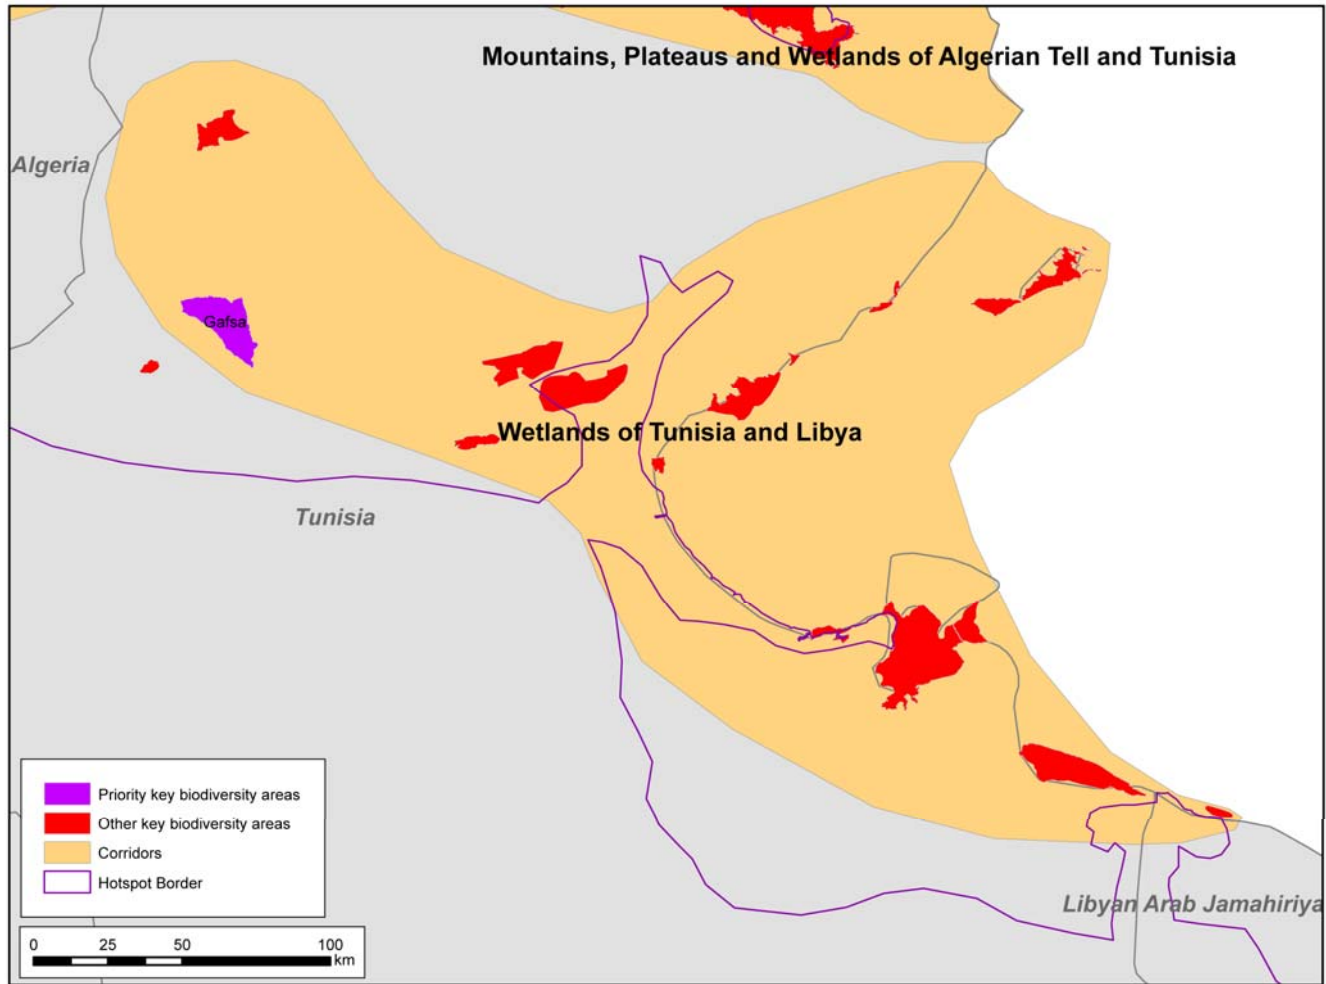 Mountains, Plateaus and Wetlands of Algerian Tell and Tunisia
Algeria
Gafsa
Wetlands of Tunisia and Libya
Tunisia
Priority key biodiversity areas
Other key biodiversity areas
Corridors
Hotspot Border
Libyan Arab Jamahiriya
0 25 50 100
km